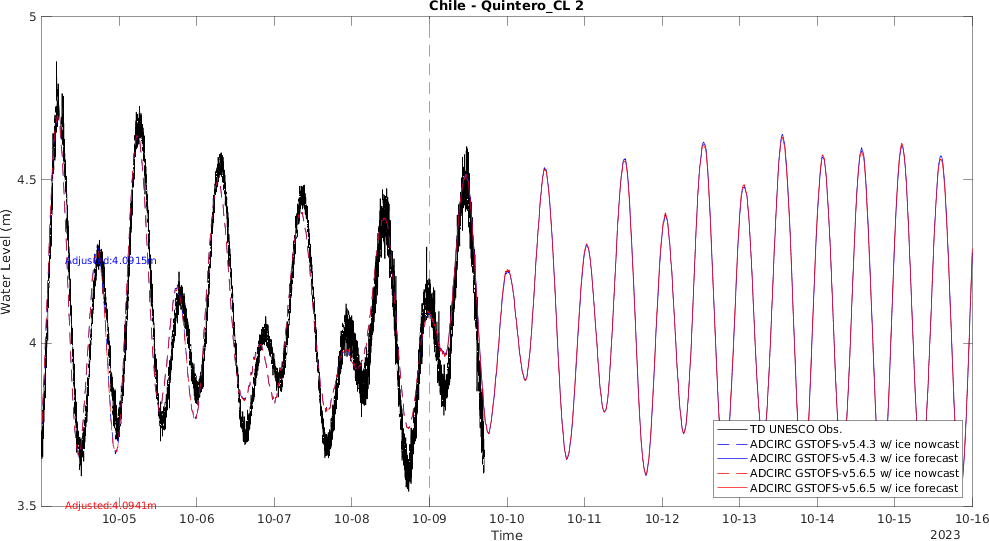 Chile - Quintero_CL 2
Water Level (m)
5
4.5
4
3.5
Adjusted:4.0915m
Adjusted:4.0941m
TD UNESCO Obs.
ADCIRC GSTOFS-v5.4.3 w/ ice nowcast
ADCIRC GSTOFS-v5.4.3 w/ ice forecast
ADCIRC GSTOFS-v5.6.5 w/ ice nowcast
ADCIRC GSTOFS-v5.6.5 w/ ice forecast
10-05 10-06 10-07 10-08 10-09 10-10 10-11 10-12 10-13 10-14 10-15 10-16
Time
2023